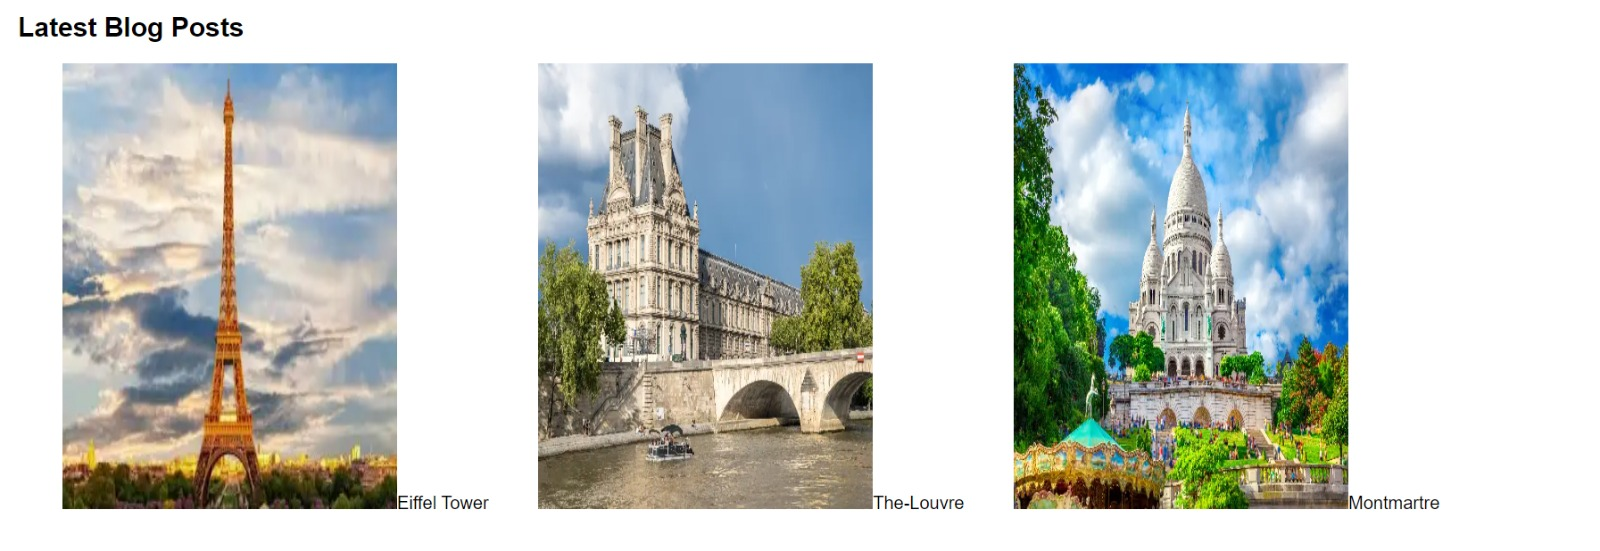 Latest Blog Posts
Eiffel Tower
The-Louvre
Montmartre